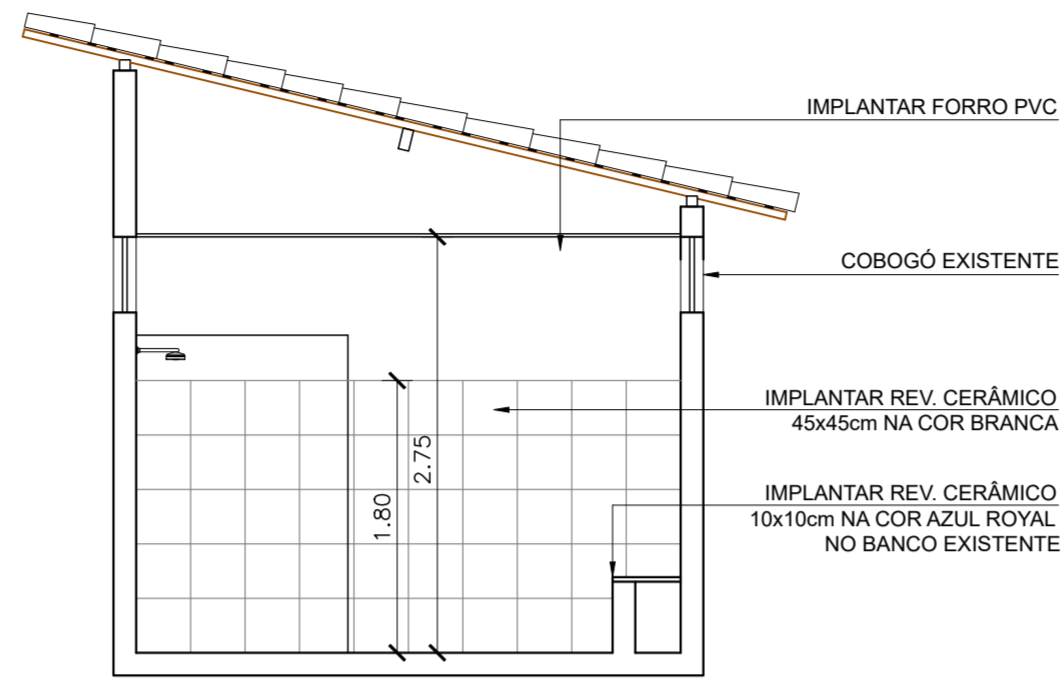 IMPLANTAR FORRO PVC
COBOGÓ EXISTENTE
IMPLANTAR REV. CERÂMICO
45x45cm NA COR BRANCA
2.75
1.80
IMPLANTAR REV. CERÂMICO
10x10cm NA COR AZUL ROYAL
NO BANCO EXISTENTE